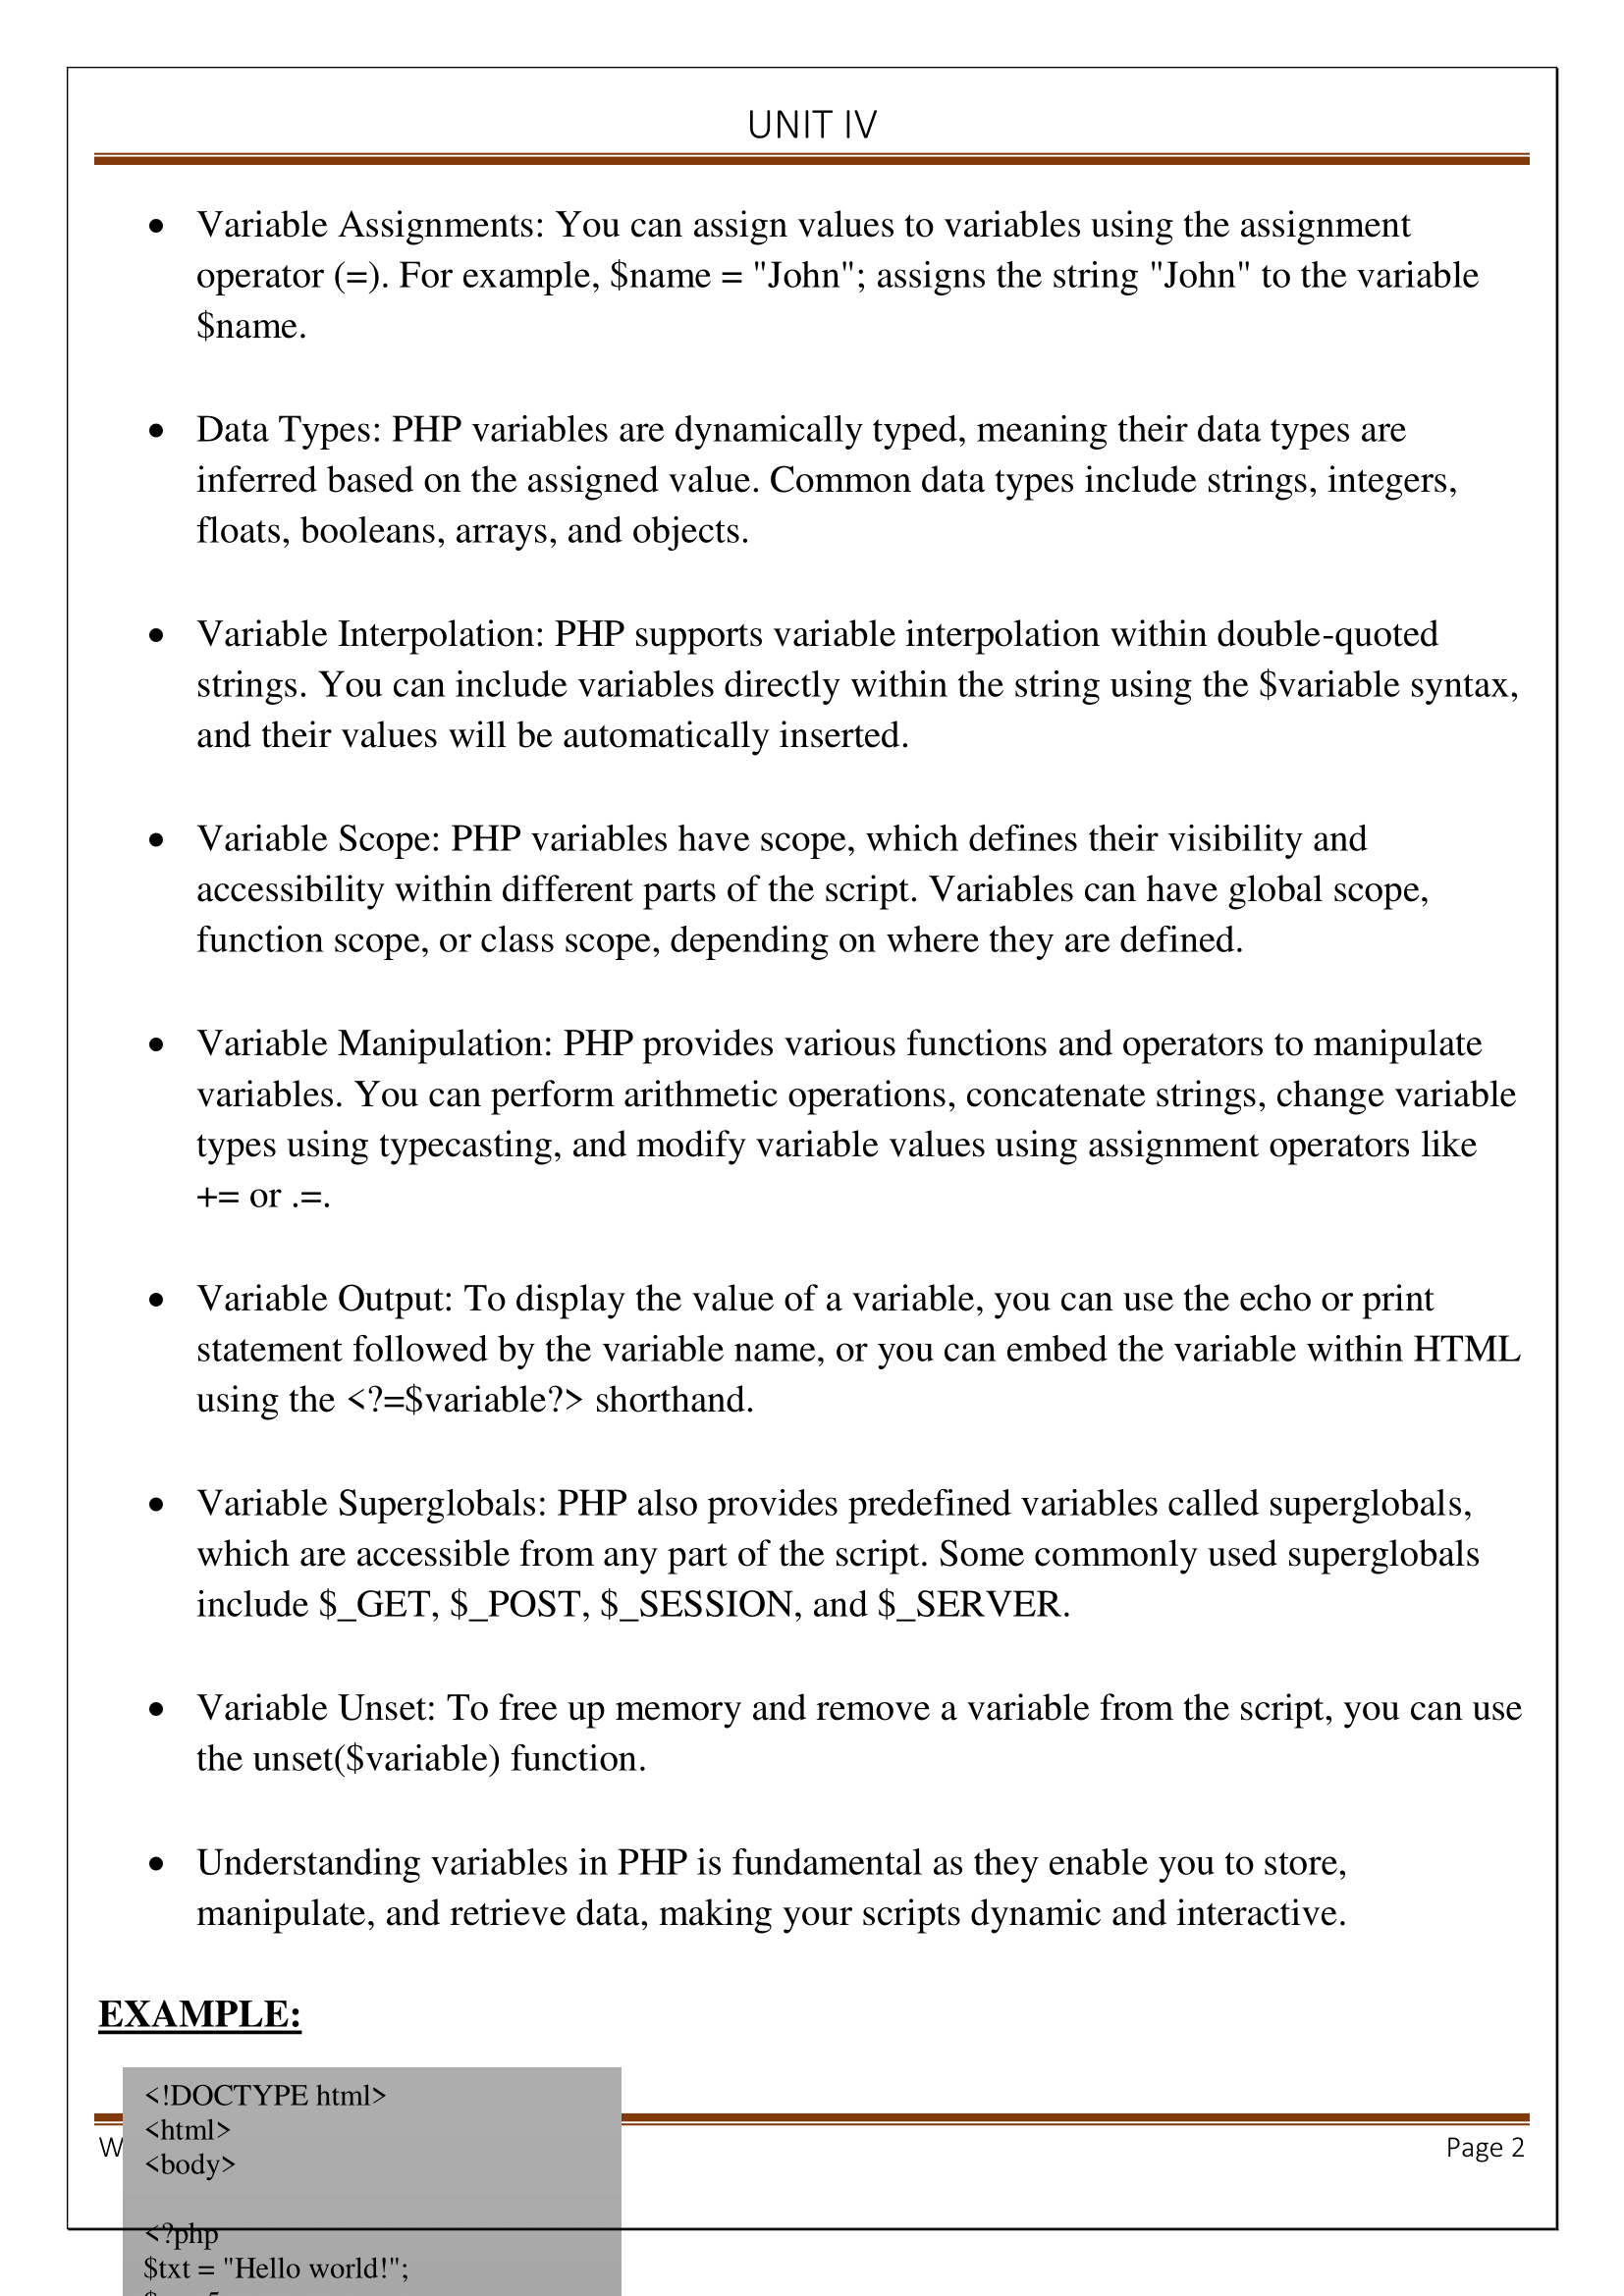 UNIT IV
• Variable Assignments: You can assign values to variables using the assignment
operator (=). For example, $name = "John"; assigns the string "John" to the variable
$name.
• Data Types: PHP variables are dynamically typed, meaning their data types are
inferred based on the assigned value. Common data types include strings, integers,
floats, booleans, arrays, and objects.
• Variable Interpolation: PHP supports variable interpolation within double-quoted
strings. You can include variables directly within the string using the $variable syntax,
and their values will be automatically inserted.
• Variable Scope: PHP variables have scope, which defines their visibility and
accessibility within different parts of the script. Variables can have global scope,
function scope, or class scope, depending on where they are defined.
• Variable Manipulation: PHP provides various functions and operators to manipulate
variables. You can perform arithmetic operations, concatenate strings, change variable
types using typecasting, and modify variable values using assignment operators like
+= or .=.
• Variable Output: To display the value of a variable, you can use the echo or print
statement followed by the variable name, or you can embed the variable within HTML
using the <?=$variable?> shorthand.
• Variable Superglobals: PHP also provides predefined variables called superglobals,
which are accessible from any part of the script. Some commonly used superglobals
include $_GET, $_POST, $_SESSION, and $_SERVER.
• Variable Unset: To free up memory and remove a variable from the script, you can use
the unset($variable) function.
• Understanding variables in PHP is fundamental as they enable you to store,
manipulate, and retrieve data, making your scripts dynamic and interactive.
EXAMPLE:
<!DOCTYPE html>
<html>
<body>
<?php
$txt = "Hello world!";
Page 2